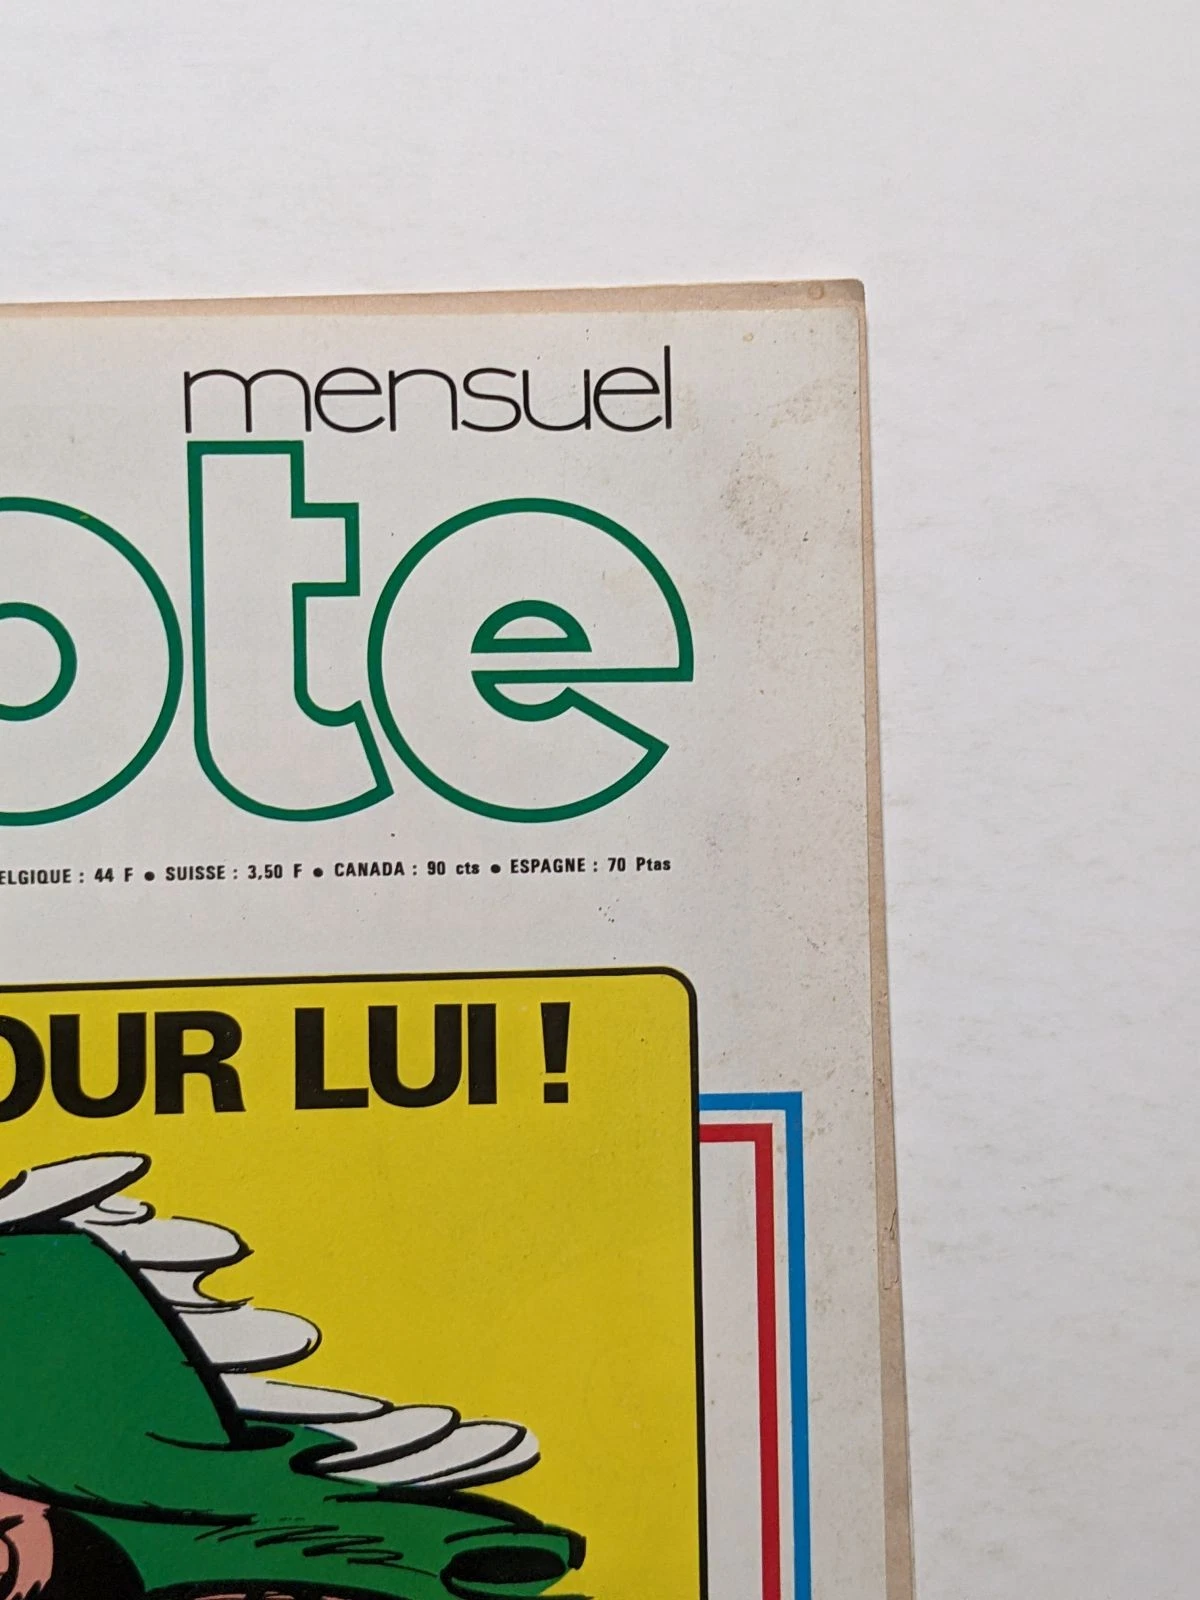 mensuel
ote
ELGIQUE : 44 F ● SUISSE : 3,50 F ● CANADA : 90 cts ● ESPAGNE : 70 Ptas
OUR LUI !